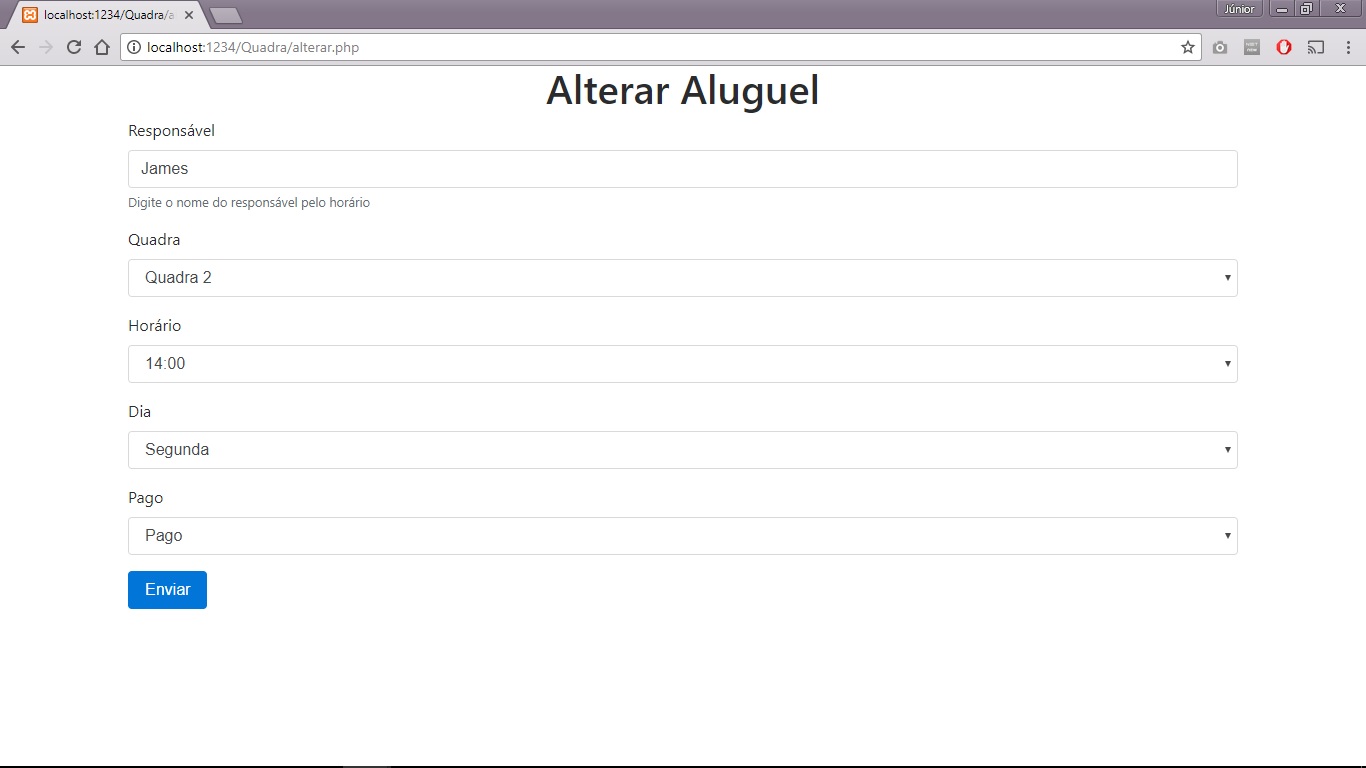 localhost:1234/Quadra/a
Júnior
localhost:1234/Quadra/alterar.php
Alterar Aluguel
Responsável
James
Digite o nome do responsável pelo horário
Quadra
Quadra 2
Horário
14:00
Dia
Segunda
Pago
Pago
Enviar